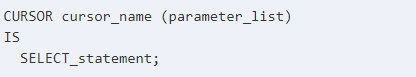 CURSOR cursor_name (parameter_list)
IS
  SELECT_statement;